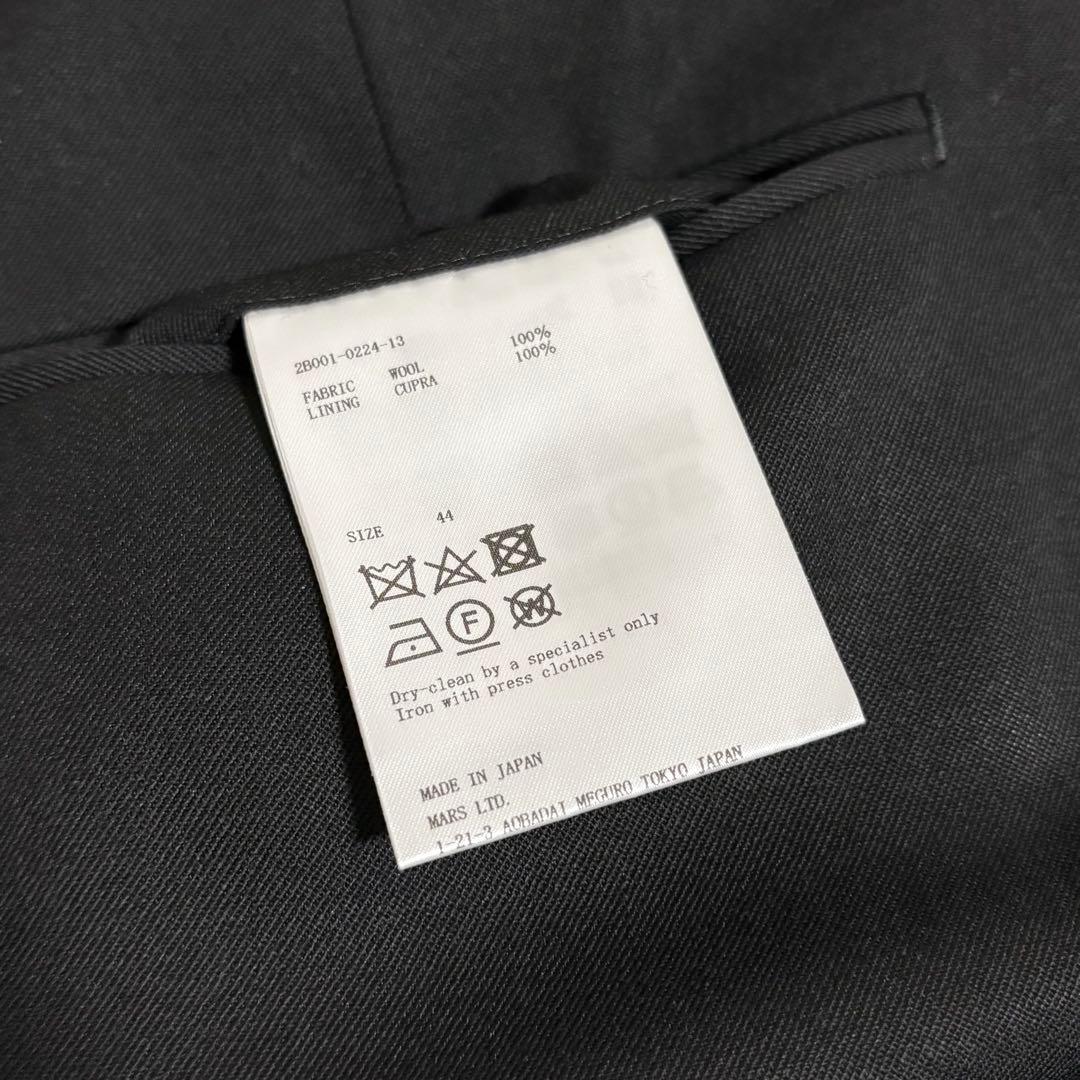 2B001-0224-13
FABRIC WOOL 100%
LINING CUPRA 100%
SIZE 44
F
W
Dry-clean by a specialist only
Iron with press clothes
MADE IN JAPAN
MARS LTD.
1-21-3 AOBADAI MEGURO TOKYO JAPAN